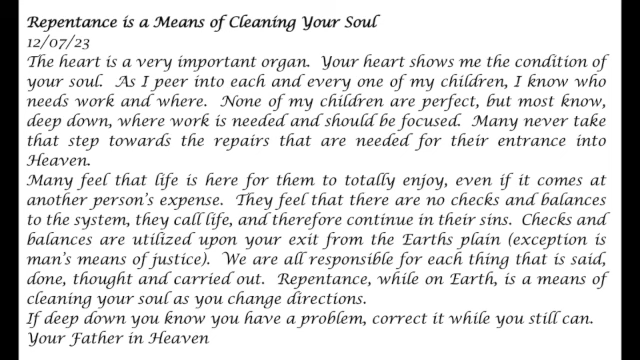 Repentance is a Means of Cleaning Your Soul
12/07/23
The heart is a very important organ. Your heart shows me the condition of
your soul. As I peer into each and every one of my children, I know who
needs work and where. None of my children are perfect, but most know,
deep down, where work is needed and should be focused. Many never take
that step towards the repairs that are needed for their entrance into
Heaven.
Many feel that life is here for them to totally enjoy, even if it comes at
another person's expense. They feel that there are no checks and balances
to the system, they call life, and therefore continue in their sins. Checks and
balances are utilized upon your exit from the Earths plain (exception is
man's means of justice). We are all responsible for each thing that is said,
done, thought and carried out. Repentance, while on Earth, is a means of
cleaning your soul as you change directions.
If deep down you know you have a problem, correct it while you still can.
Your Father in Heaven